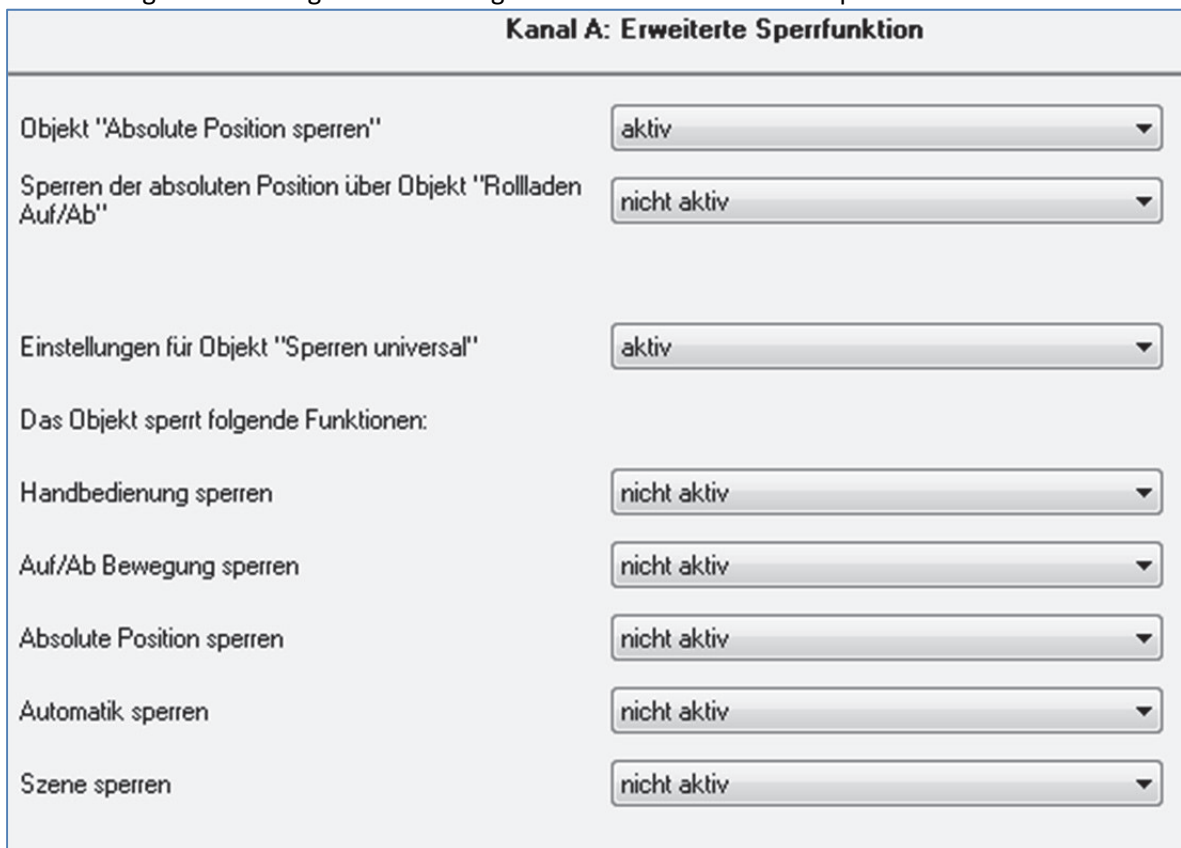 Kanal A: Erweiterte Sperrfunktion
Objekt "Absolute Position sperren" aktiv
Sperren der absoluten Position über Objekt "Rollladen nicht aktiv
Auf/Ab"
Einstellungen für Objekt "Sperren universal" aktiv
Das Objekt sperrt folgende Funktionen:
Handbedienung sperren nicht aktiv
Auf/Ab Bewegung sperren nicht aktiv
Absolute Position sperren nicht aktiv
Automatik sperren nicht aktiv
Szene sperren nicht aktiv